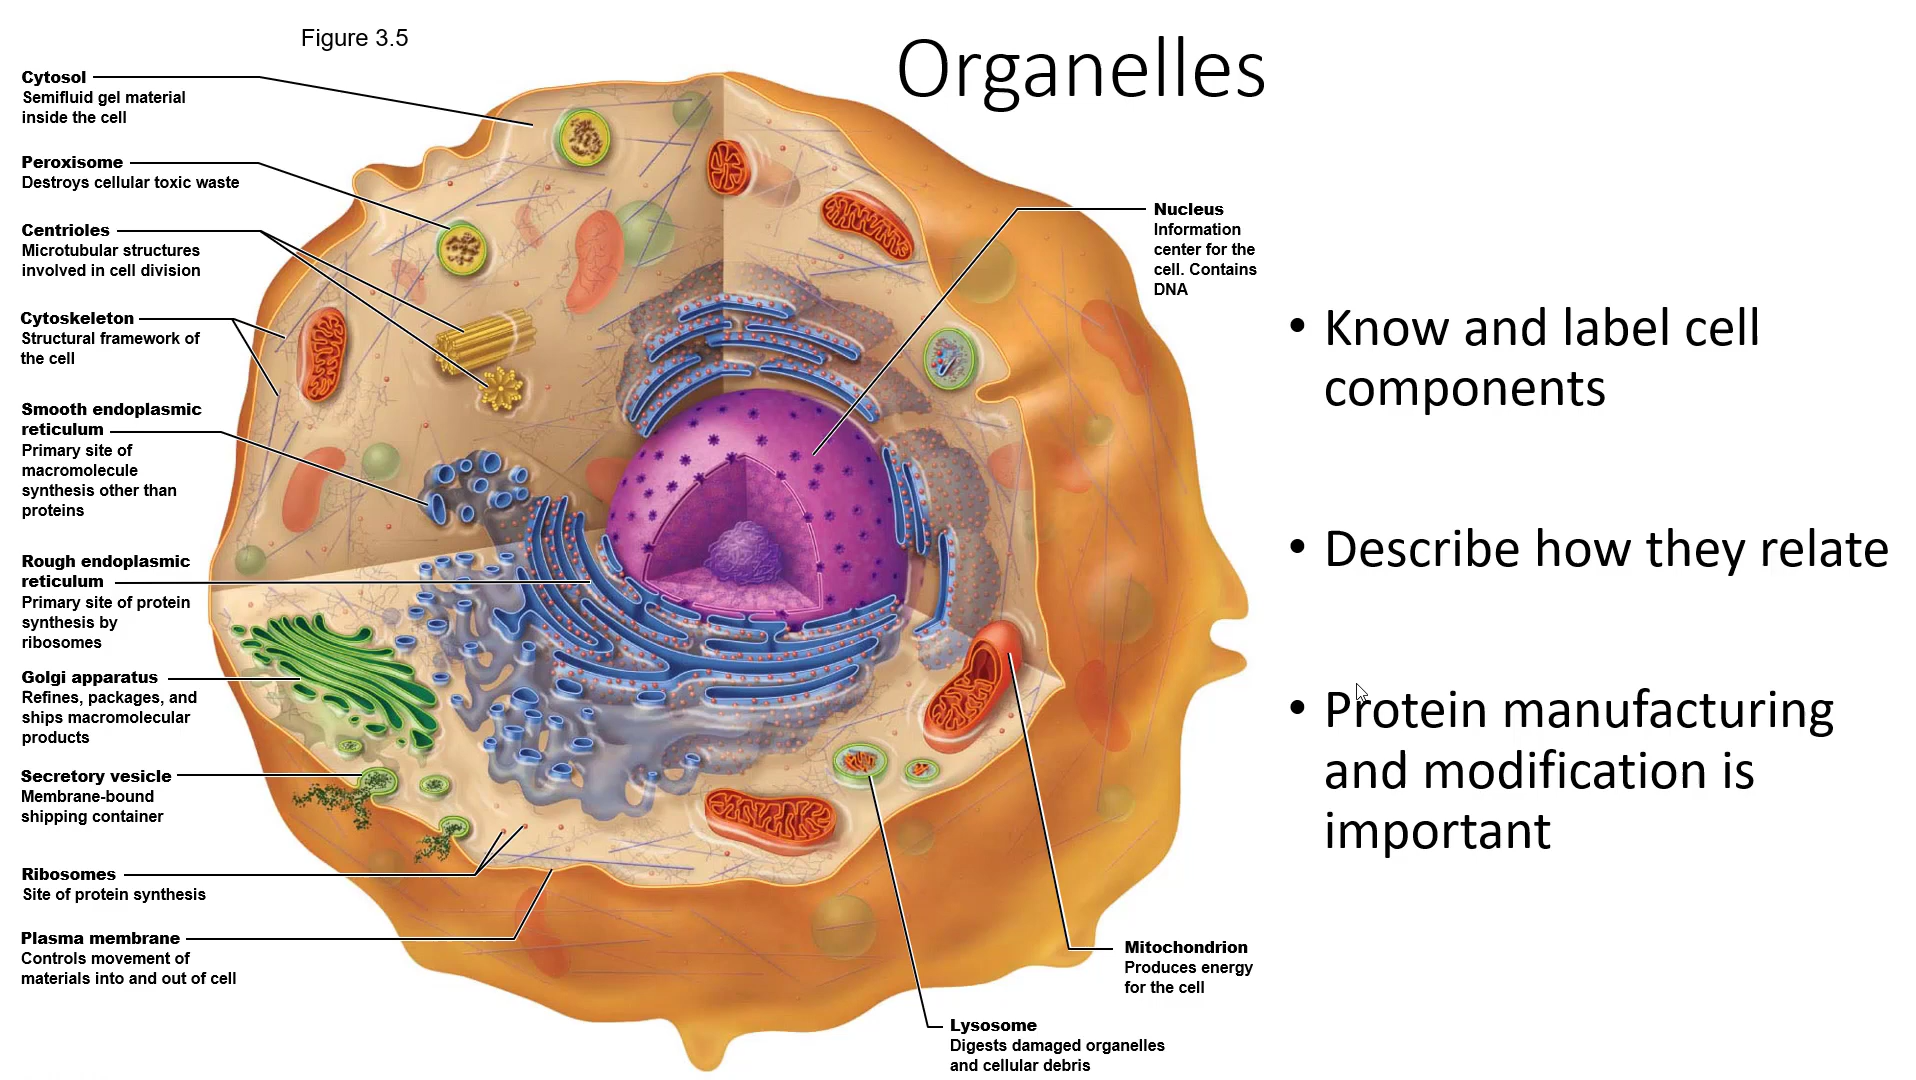 Figure 3.5
Organelles
Cytosol
Semifluid gel material
inside the cell
Peroxisome
Destroys cellular toxic waste
Centrioles
Microtubular structures
involved in cell division
Cytoskeleton
Structural framework of
the cell
Smooth endoplasmic
reticulum
Primary site of
macromolecule
synthesis other than
proteins
Rough endoplasmic
reticulum
Primary site of protein
synthesis by
ribosomes
Golgi apparatus
Refines, packages, and
ships macromolecular
products
Secretory vesicle
Membrane-bound
shipping container
Ribosomes
Site of protein synthesis
Plasma membrane
Controls movement of
materials into and out of cell
Nucleus
Information
center for the
cell. Contains
DNA
Mitochondrion
Produces energy
for the cell
Lysosome
Digests damaged organelles
and cellular debris
• Know and label cell
components
• Describe how they relate
• Protein manufacturing
and modification is
important